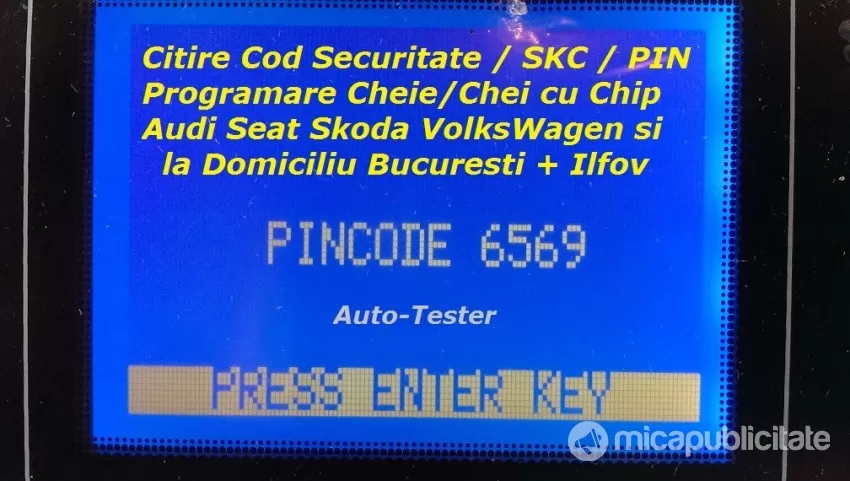 Citire Cod Securitate / SKC / PIN
Programare Cheie/Chei cu Chip
Audi Seat Skoda VolksWagen si
la Domiciliu Bucuresti + Ilfov
PINCODE 6569
Auto-Tester
PRESS ENTER KEY
micapublicitate